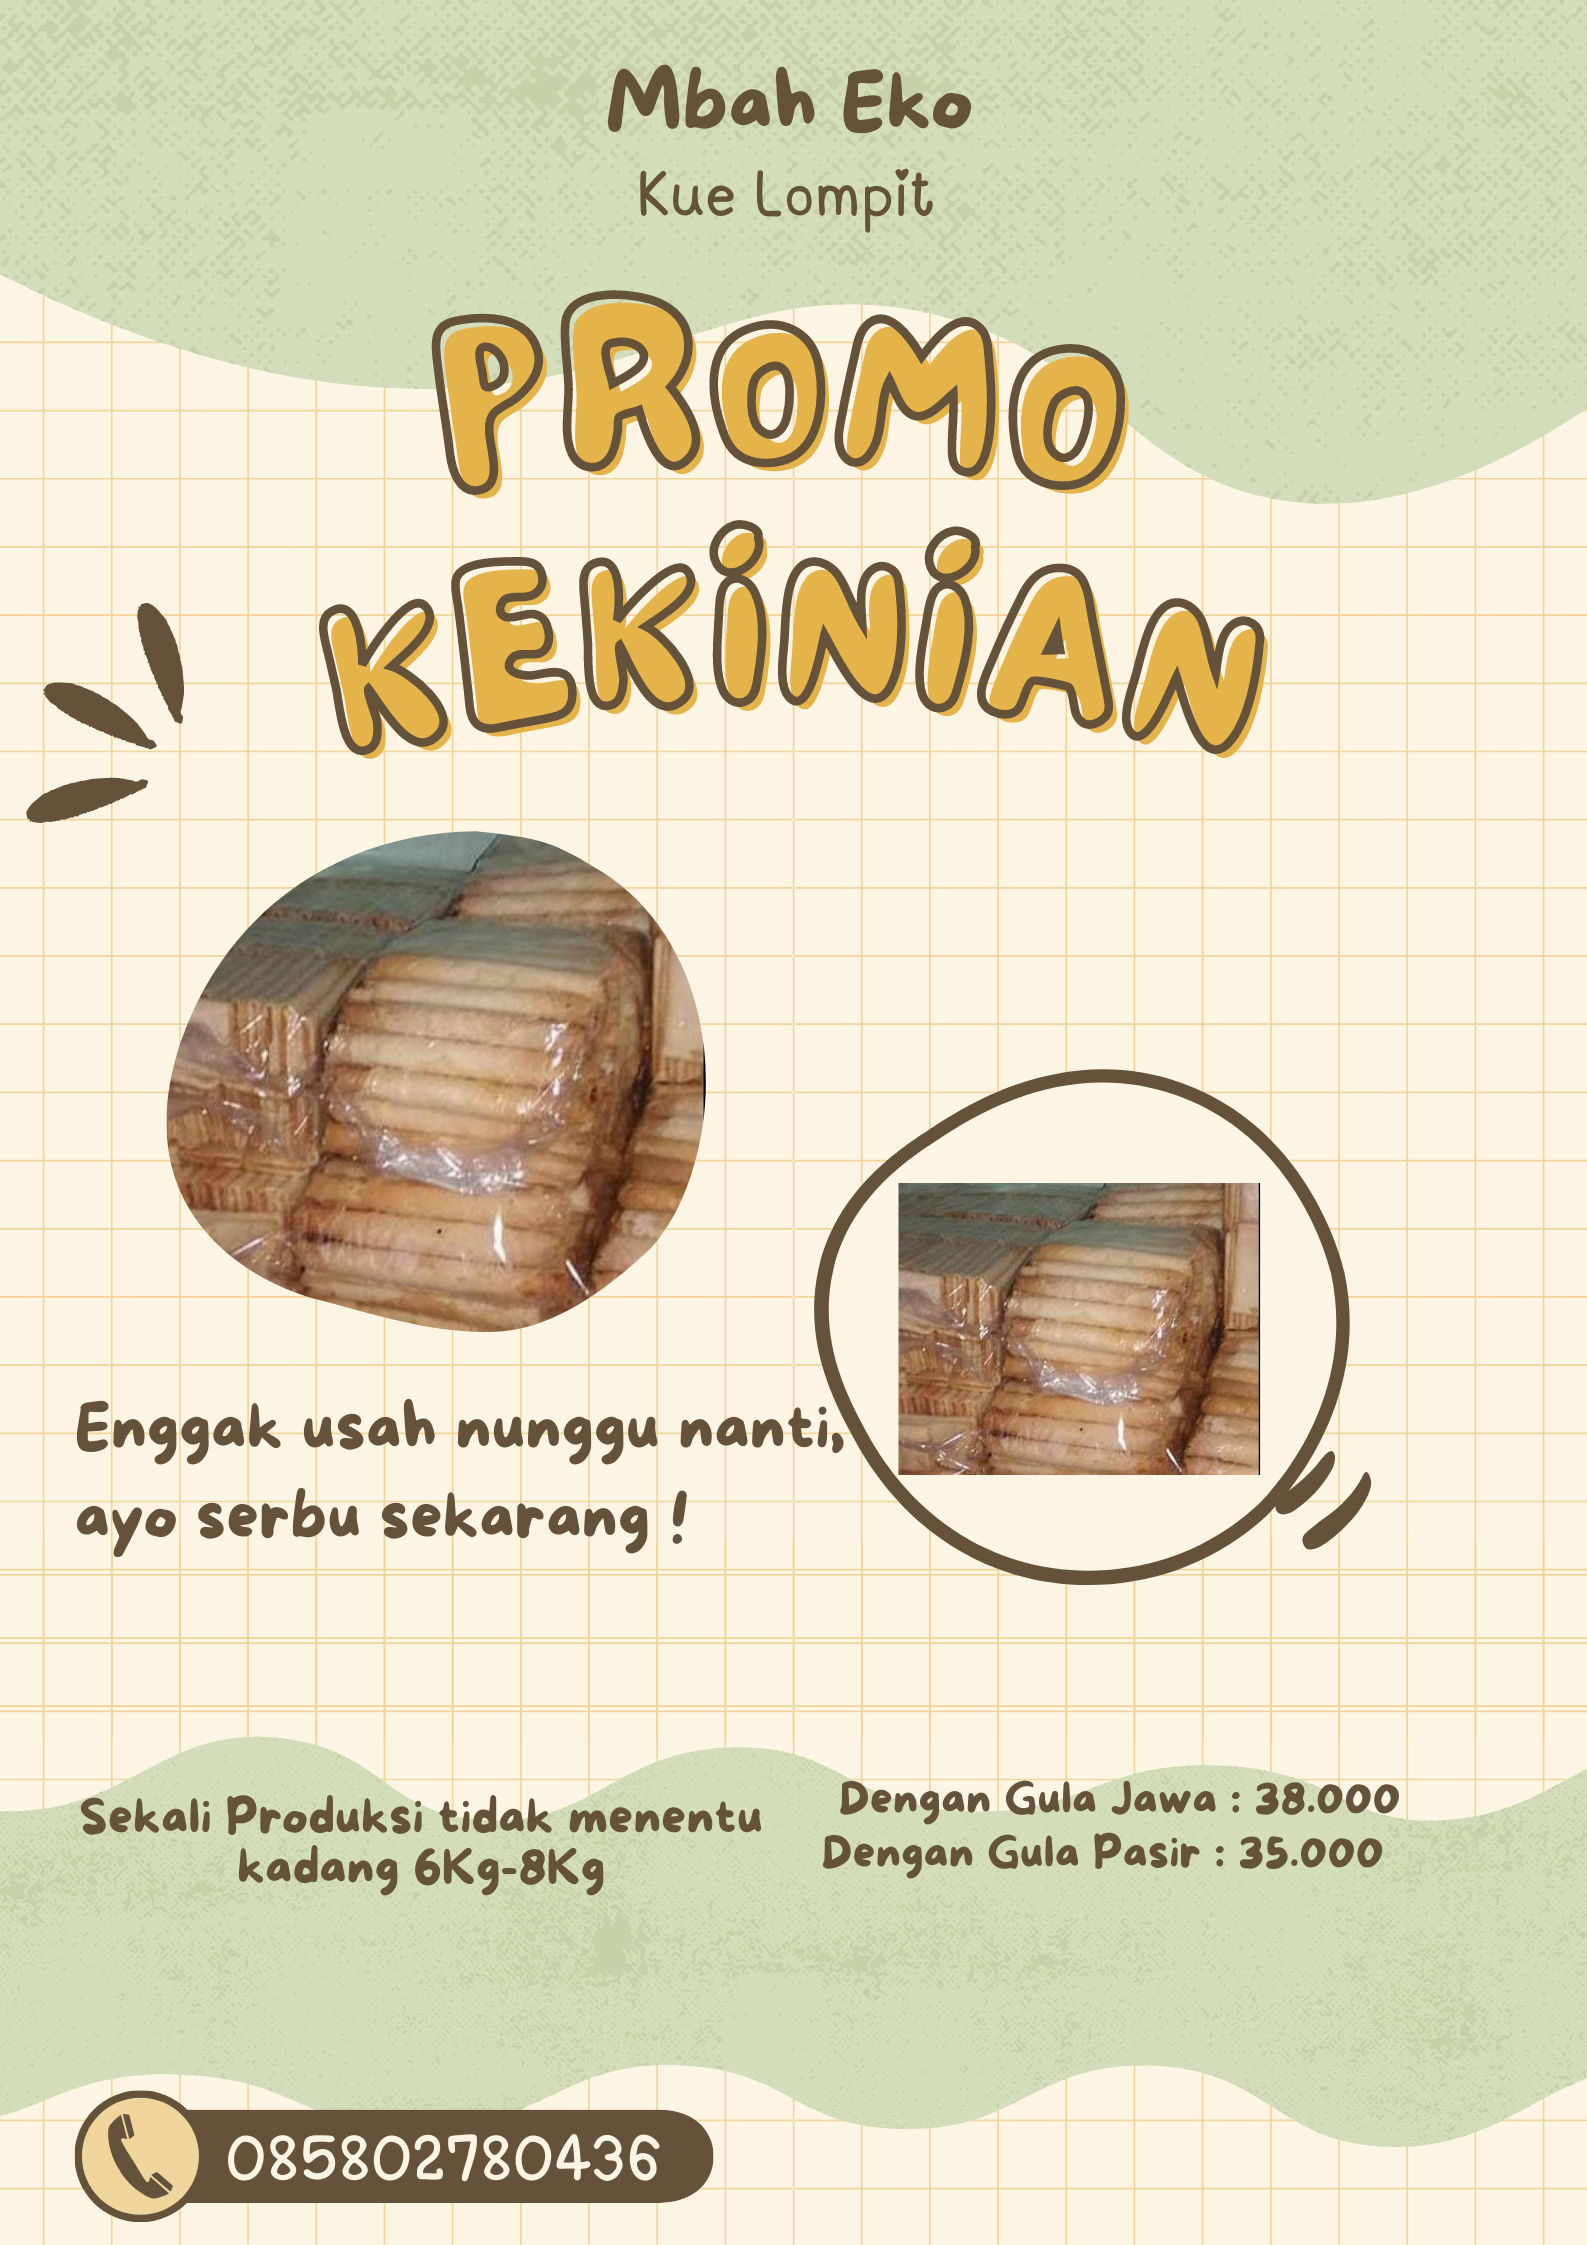 Mbah Eko
Kue Lompit
PROMO
KEKINIAN
Enggak usah nunggu nanti,
ayo serbu sekarang !
Sekali Produksi tidak menentu
kadang 6Kg-8Kg
Dengan Gula Jawa : 38.000
Dengan Gula Pasir : 35.000
085802780436